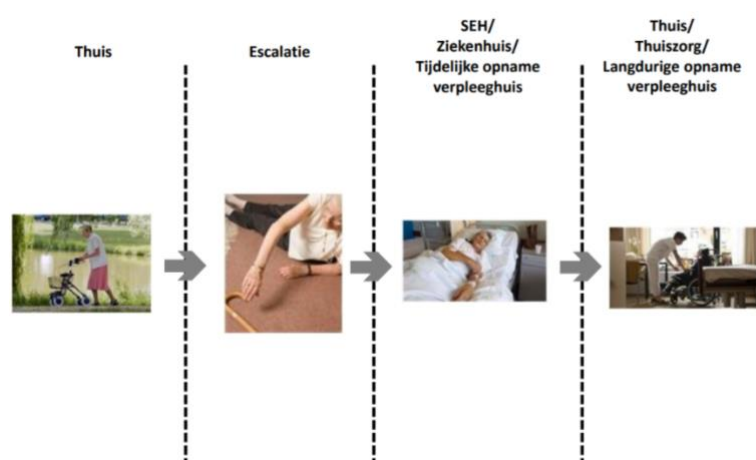 Thuis
Escalatie
SEH/
Ziekenhuis/
Tijdelijke opname
verpleeghuis
Thuis/
Thuiszorg/
Langdurige opname
verpleeghuis